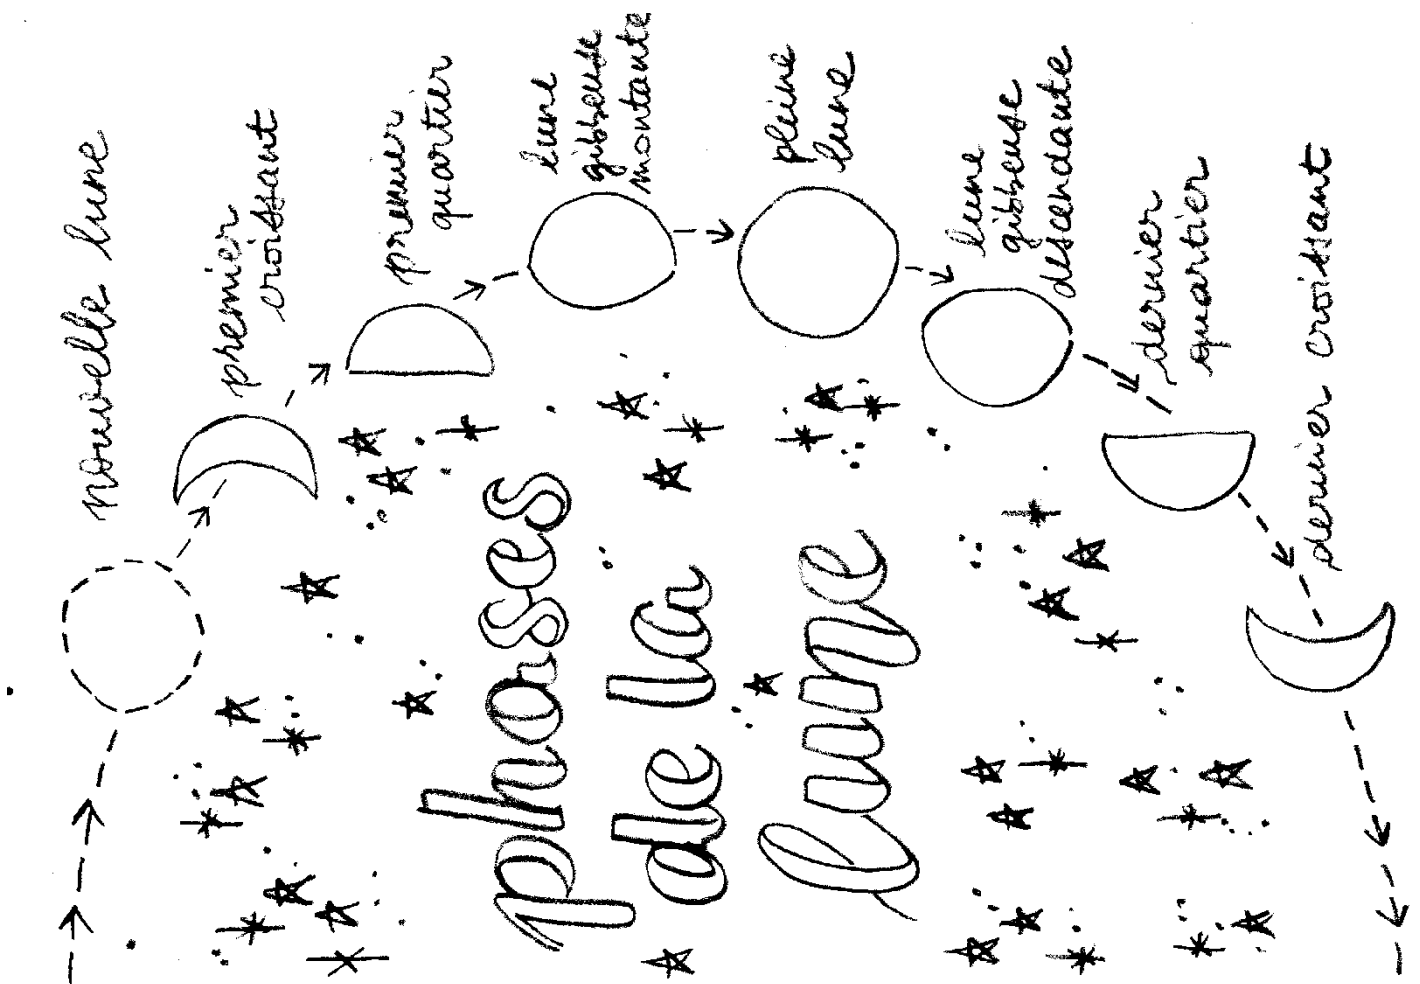 nouvelle lune
premier
croissant
premier
quartier
lune
gibbeuse
montante
pleine
lune
lune
gibbeuse
descendante
dernier
quartier
dernier croissant
phases
de la
lune